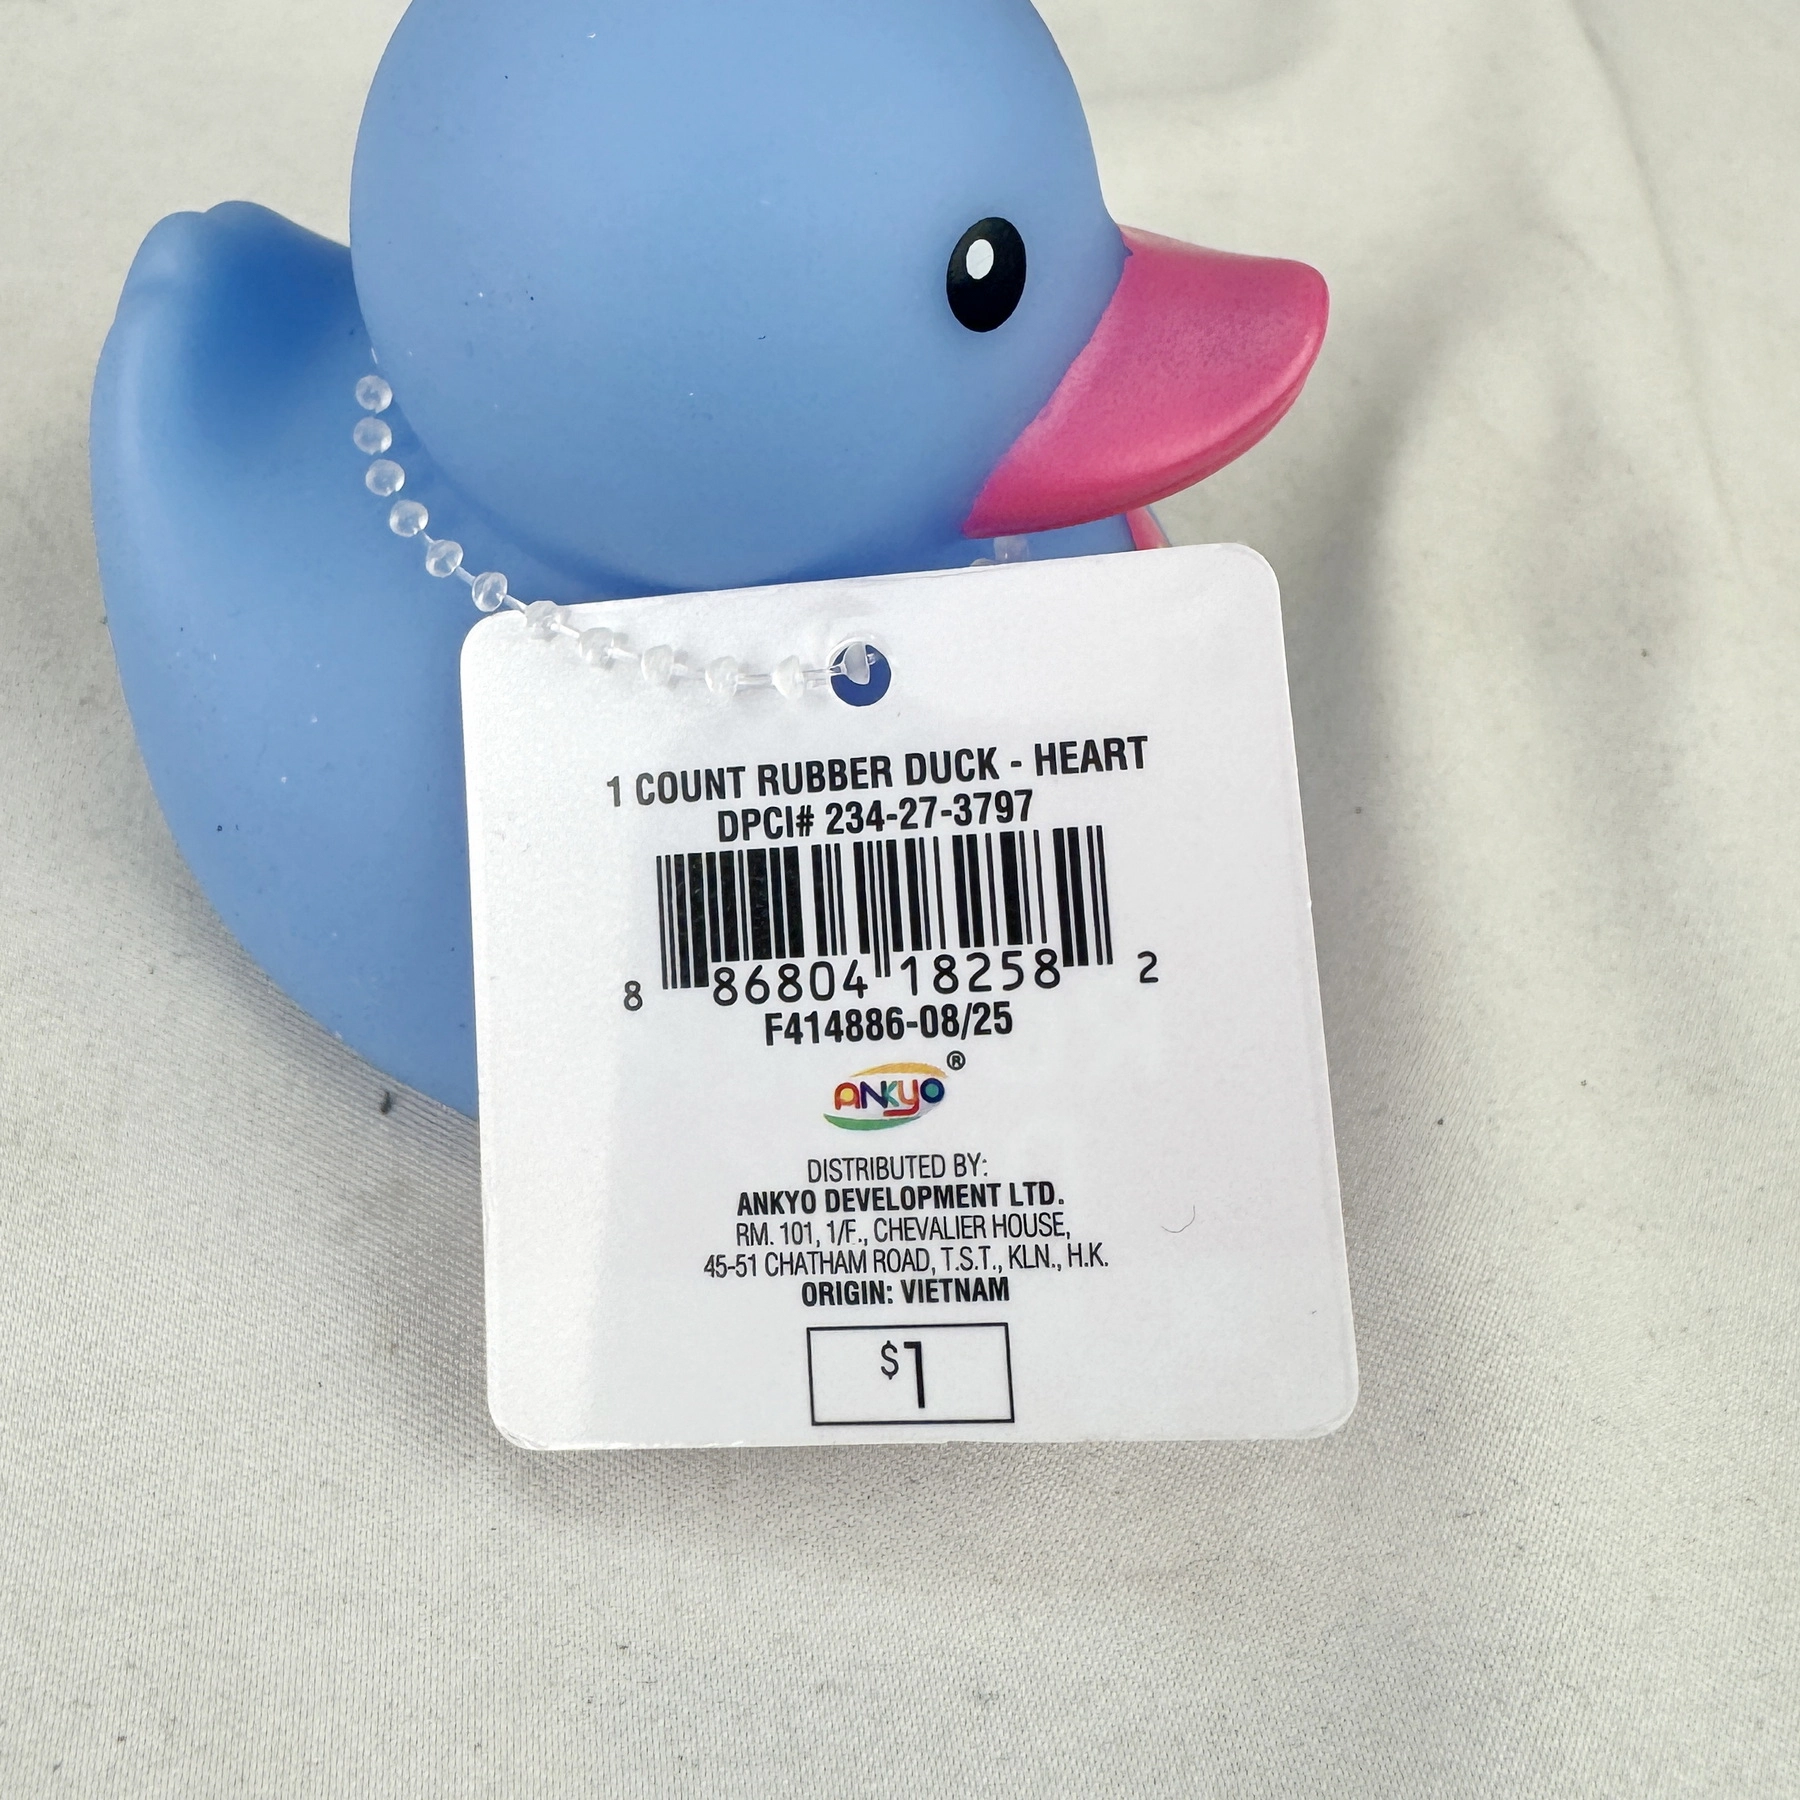 1 COUNT RUBBER DUCK - HEART
DPCI# 234-27-3797
8 86804 18258 2
F414886-08/25
ANKYO ®
DISTRIBUTED BY:
ANKYO DEVELOPMENT LTD.
RM. 101, 1/F., CHEVALIER HOUSE,
45-51 CHATHAM ROAD, T.S.T., KLN., H.K.
ORIGIN: VIETNAM
$1